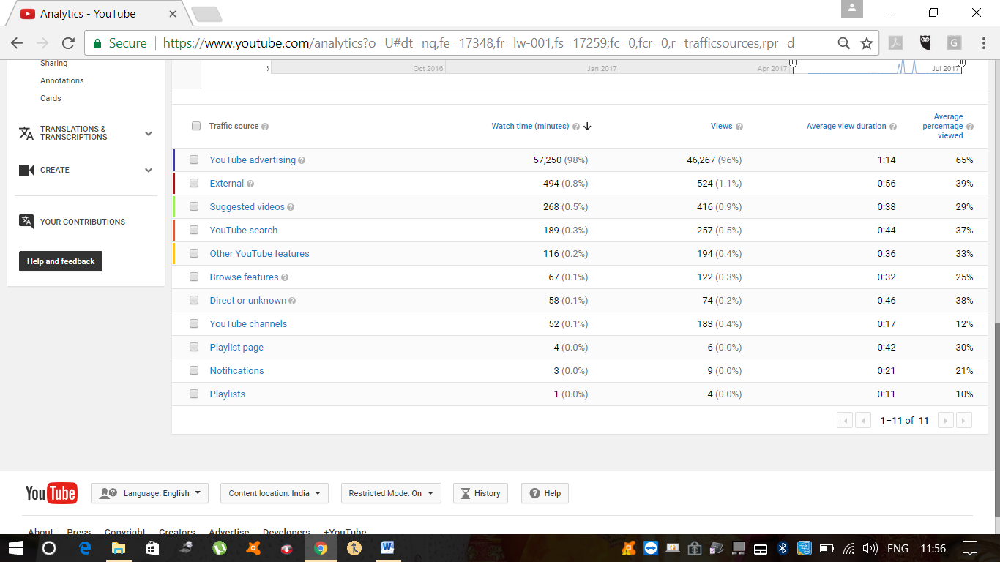 Analytics - YouTube
Secure https://www.youtube.com/analytics?o=U#dt=nq,fe=17348,fr=lw-001,fs=17259;fc=0,fcr=0,r=trafficsources,rpr=d
Sharing
Annotations
Cards
TRANSLATIONS &
TRANSCRIPTIONS
CREATE
YOUR CONTRIBUTIONS
Help and feedback
Oct 2016 Jan 2017 Apr 2017 Jul 2017
Traffic source Watch time (minutes) Views Average view duration Average percentage viewed
YouTube advertising 57,250 (98%) 46,267 (96%) 1:14 65%
External 494 (0.8%) 524 (1.1%) 0:56 39%
Suggested videos 268 (0.5%) 416 (0.9%) 0:38 29%
YouTube search 189 (0.3%) 257 (0.5%) 0:44 37%
Other YouTube features 116 (0.2%) 194 (0.4%) 0:36 33%
Browse features 67 (0.1%) 122 (0.3%) 0:32 25%
Direct or unknown 58 (0.1%) 74 (0.2%) 0:46 38%
YouTube channels 52 (0.1%) 183 (0.4%) 0:17 12%
Playlist page 4 (0.0%) 6 (0.0%) 0:42 30%
Notifications 3 (0.0%) 9 (0.0%) 0:21 21%
Playlists 1 (0.0%) 4 (0.0%) 0:11 10%
1–11 of 11
YouTube Language: English Content location: India Restricted Mode: On History Help
About Press Copyright Creators Advertise Developers +YouTube
ENG 11:56